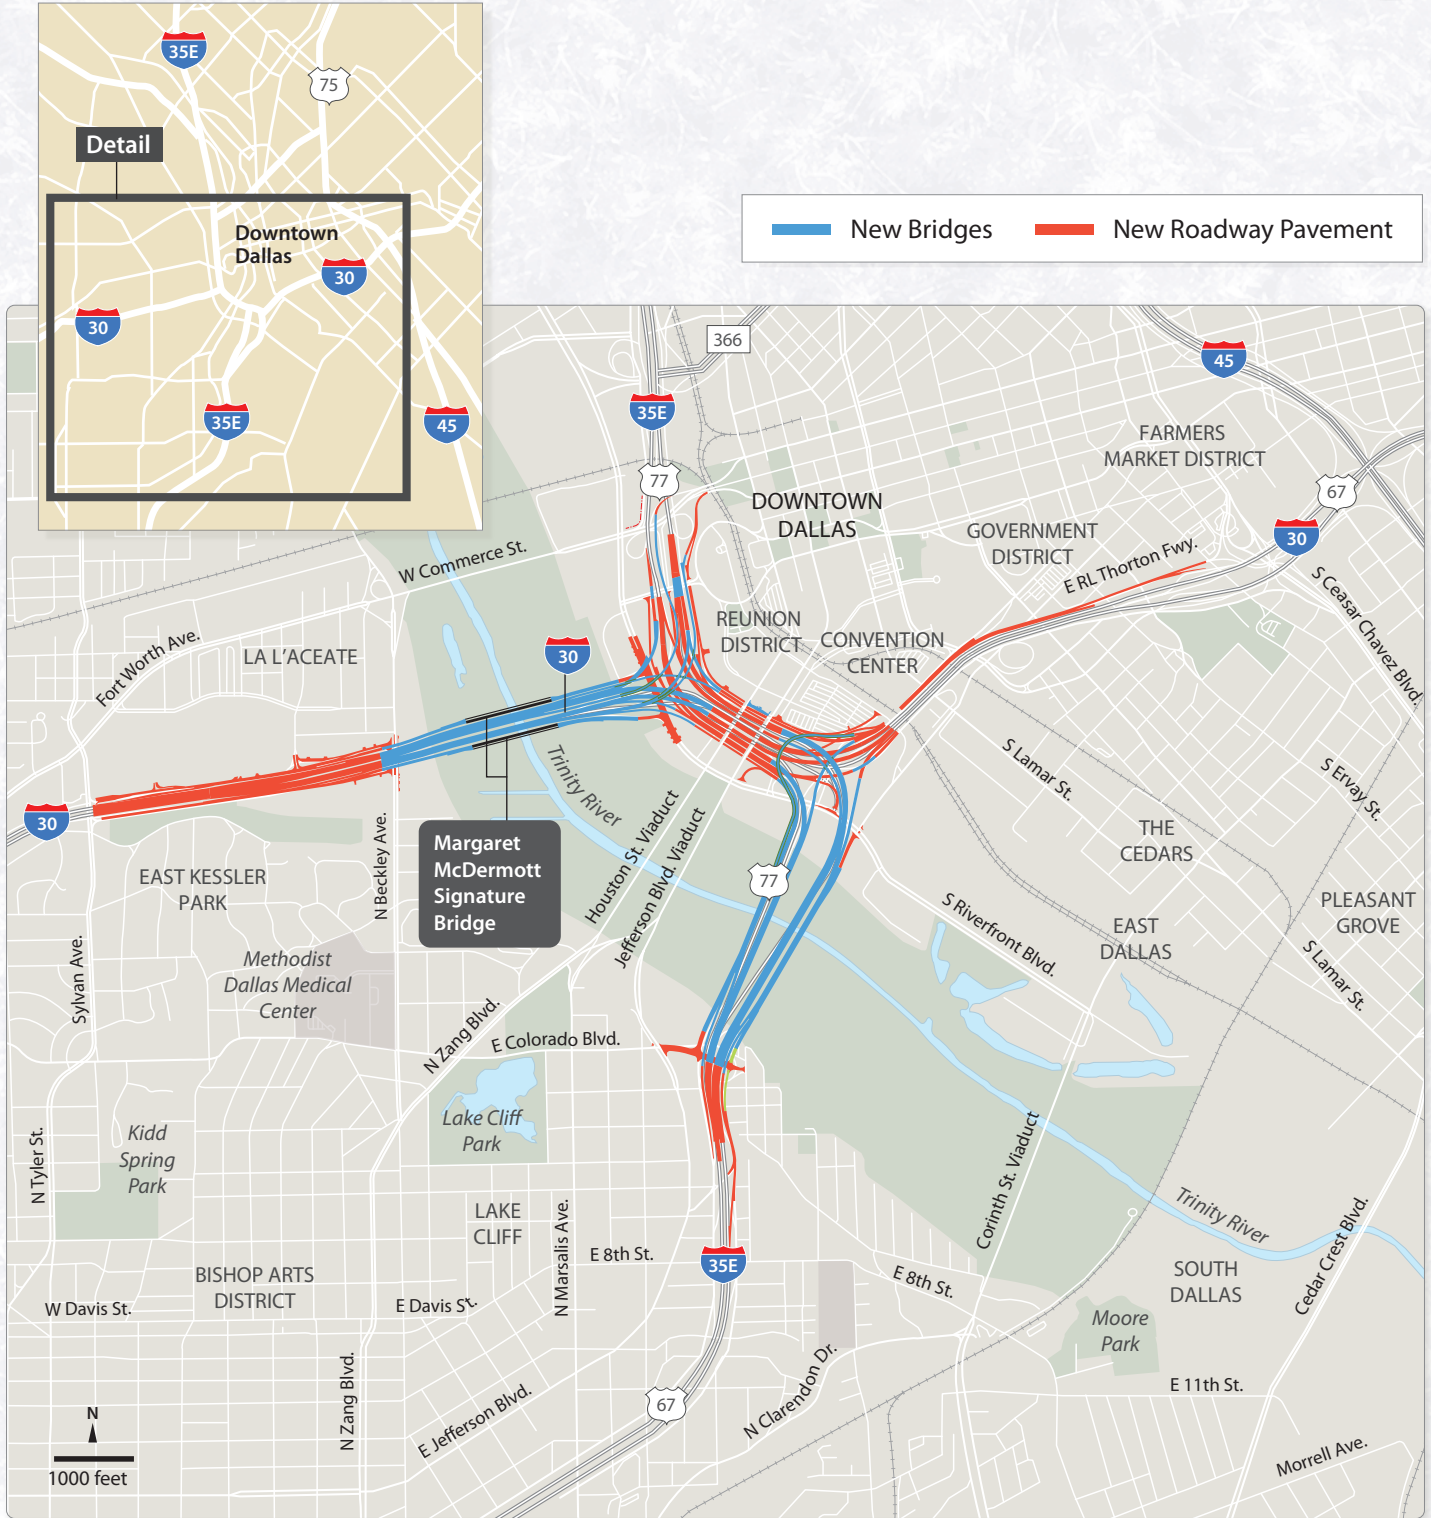 35E
75
Detail
Downtown
Dallas
30
30
35E
45
New Bridges
New Roadway Pavement
366
45
35E
FARMERS
MARKET DISTRICT
77
67
DOWNTOWN
DALLAS
GOVERNMENT
DISTRICT
30
W Commerce St.
E RL Thorton Fwy.
S Ceasar Chavez Blvd.
REUNION
DISTRICT
CONVENTION
CENTER
Fort Worth Ave.
LA L'ACEATE
30
S Lamar St.
S Ervay St.
Trinity River
30
Houston St. Viaduct
Jefferson Blvd. Viaduct
Margaret
McDermott
Signature
Bridge
THE
CEDARS
N Beckley Ave.
EAST KESSLER
PARK
77
PLEASANT
GROVE
S Riverfront Blvd.
EAST
DALLAS
Sylvan Ave.
Methodist
Dallas Medical
Center
S Lamar St.
N Zang Blvd.
E Colorado Blvd.
Lake Cliff
Park
Kidd
Spring
Park
N Tyler St.
Corinth St. Viaduct
Trinity River
LAKE
CLIFF
N Marsalis Ave.
E 8th St.
35E
E 8th St.
SOUTH
DALLAS
Cedar Crest Blvd.
BISHOP ARTS
DISTRICT
W Davis St.
E Davis St.
Moore
Park
N Zang Blvd.
E Jefferson Blvd.
67
N Clarendon Dr.
E 11th St.
N
1000 feet
Morrell Ave.